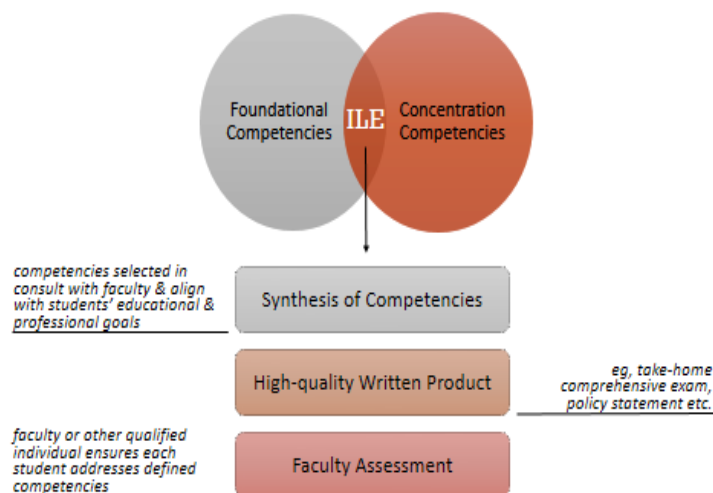 Foundational
Competencies
ILE
Concentration
Competencies
competencies selected in
consult with faculty & align
with students' educational &
professional goals
Synthesis of Competencies
High-quality Written Product
eg, take-home
comprehensive exam,
policy statement etc.
faculty or other qualified
individual ensures each
student addresses defined
competencies
Faculty Assessment